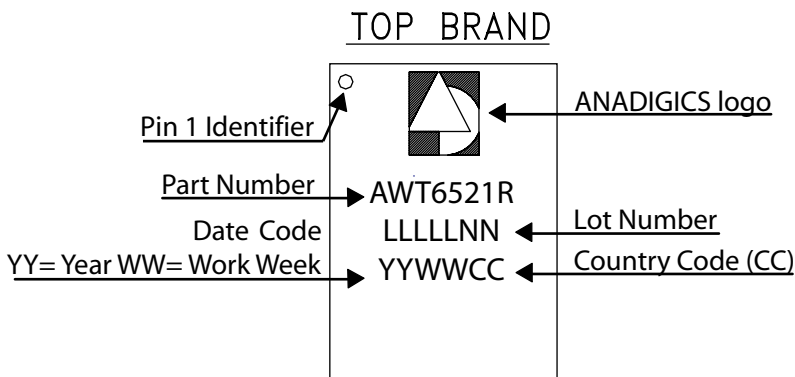 TOP BRAND
ANADIGICS logo
Pin 1 Identifier
Part Number
AWT6521R
Date Code
LLLLLNN
Lot Number
YY= Year WW= Work Week
YYWWCC
Country Code (CC)